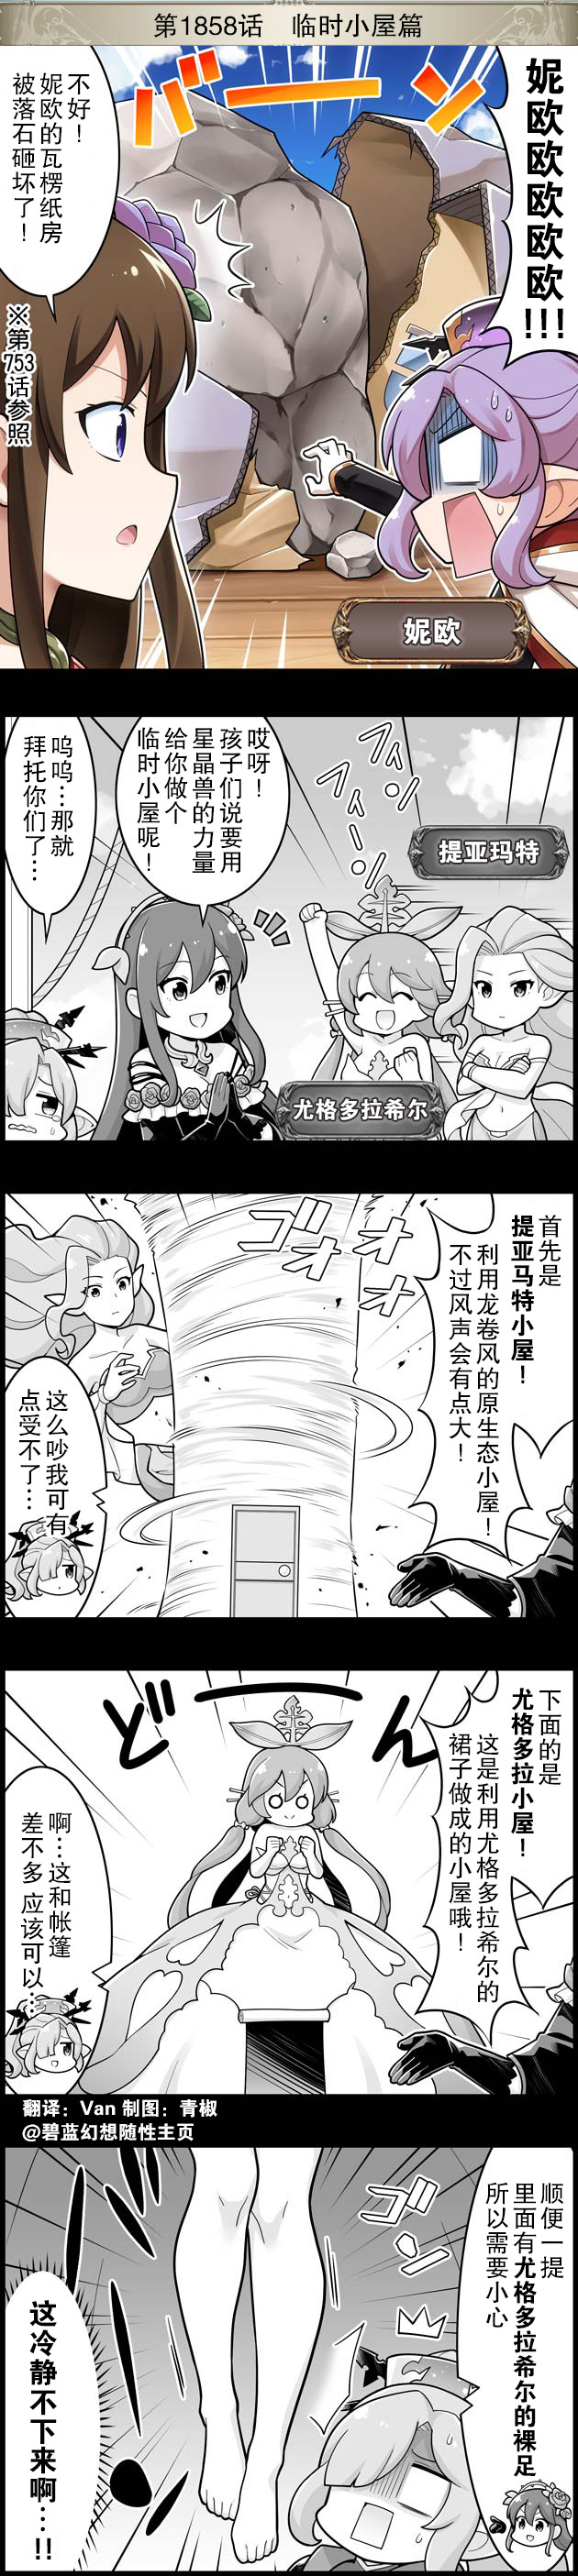 第1858话　临时小屋篇
妮欧欧欧欧欧!!!
バーーン
不好！
妮欧的瓦楞纸房
被落石砸坏了！
※第753话参照
妮欧
哎呀！
孩子们说要用
星晶兽的力量
给你做个
临时小屋呢！
フィィン。
フィン。
提亚玛特
呜呜…那就
拜托你们了…
尤格多拉希尔
首先是
提亚马特小屋！
利用龙卷风的原生态小屋！
不过风声会有点大！
ゴオオオオ
这么吵我可有
点受不了…
下面的是
尤格多拉小屋！
这是利用尤格多拉希尔的
裙子做成的小屋哦！
どーん
啊…这和帐篷
差不多 应该可以…
翻译：Van 制图：青椒
@碧蓝幻想随性主页
顺便一提
里面有尤格多拉希尔的裸足
所以需要小心
这冷静不下来啊…!!